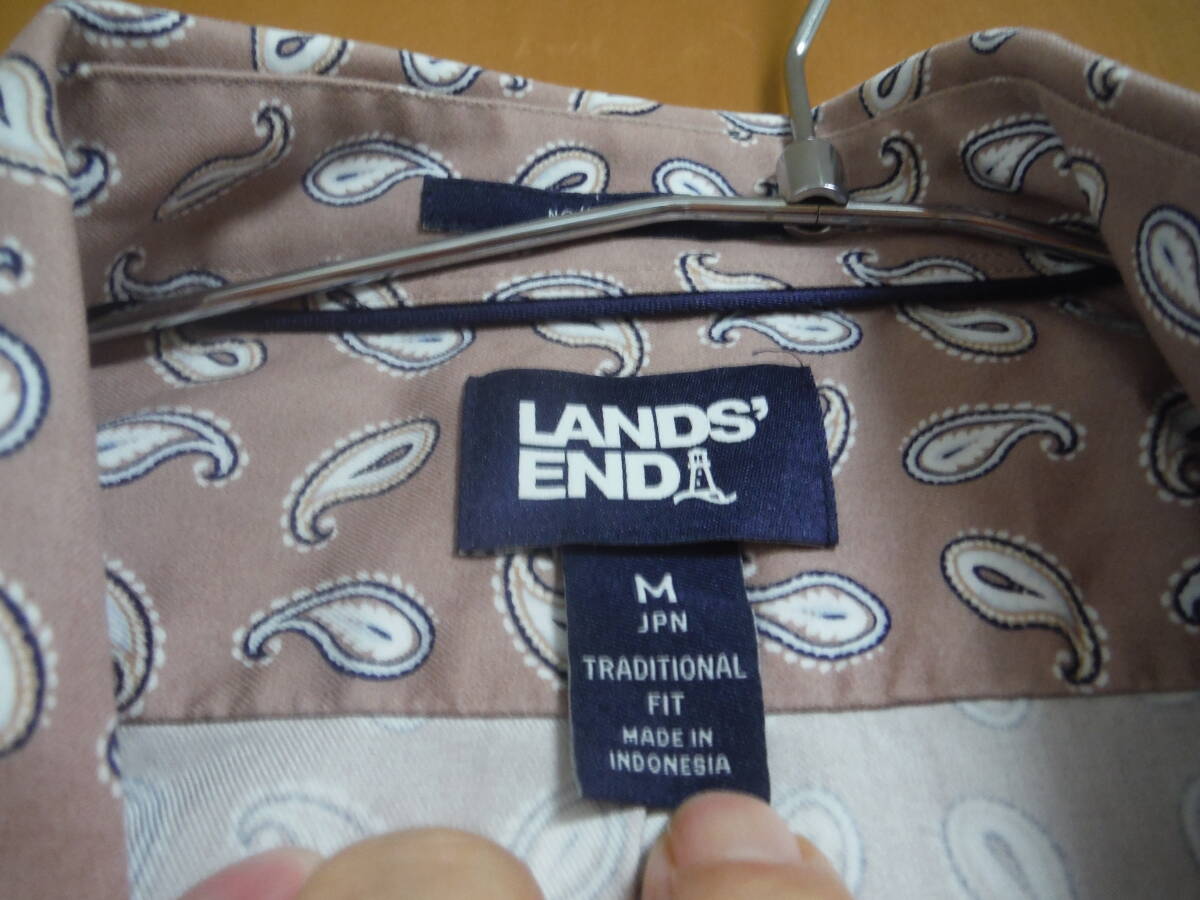 LANDS'
END
M
JPN
TRADITIONAL
FIT
MADE IN
INDONESIA